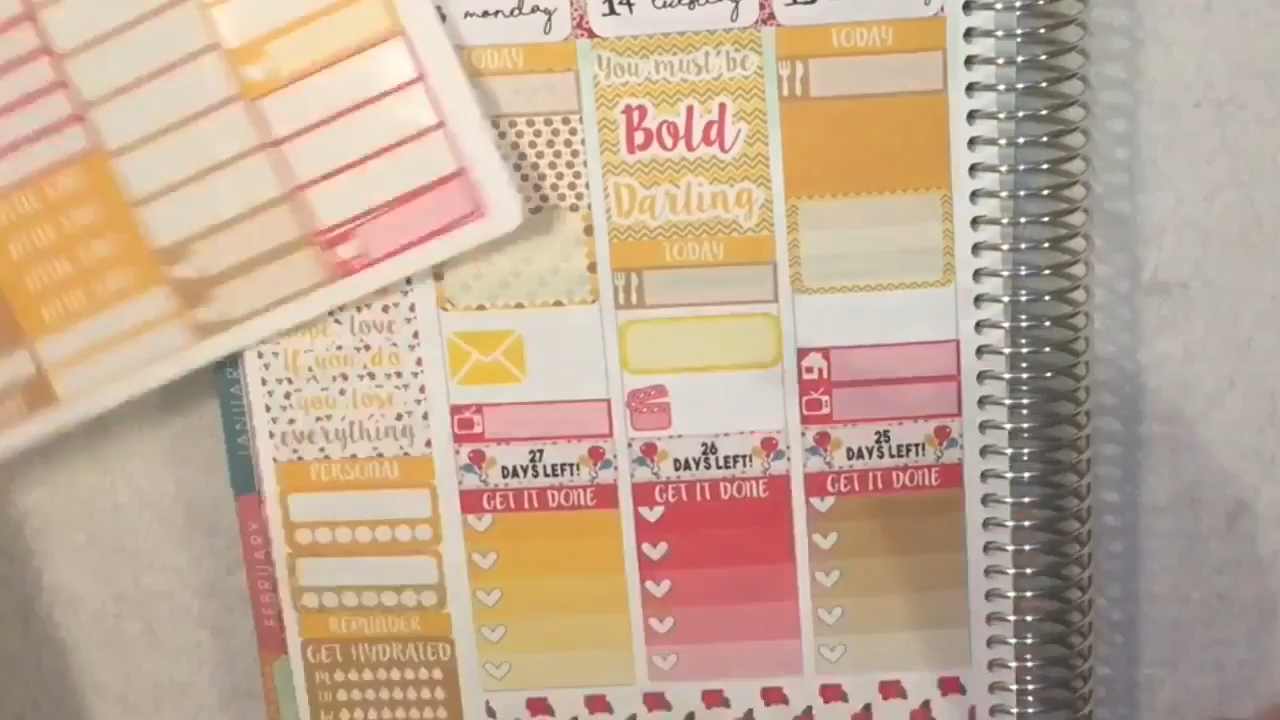 monday
14 tuesday
TODAY
You must be
Bold
Darling
TODAY
TODAY
love
if you do
you lose
everything
JANUAR
FEBRUARY
PERSONAL
REMINDER
GET HYDRATED
27
DAYS LEFT!
GET IT DONE
26
DAYS LEFT!
GET IT DONE
25
DAYS LEFT!
GET IT DONE